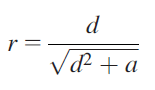 r = d / √(d² + a)